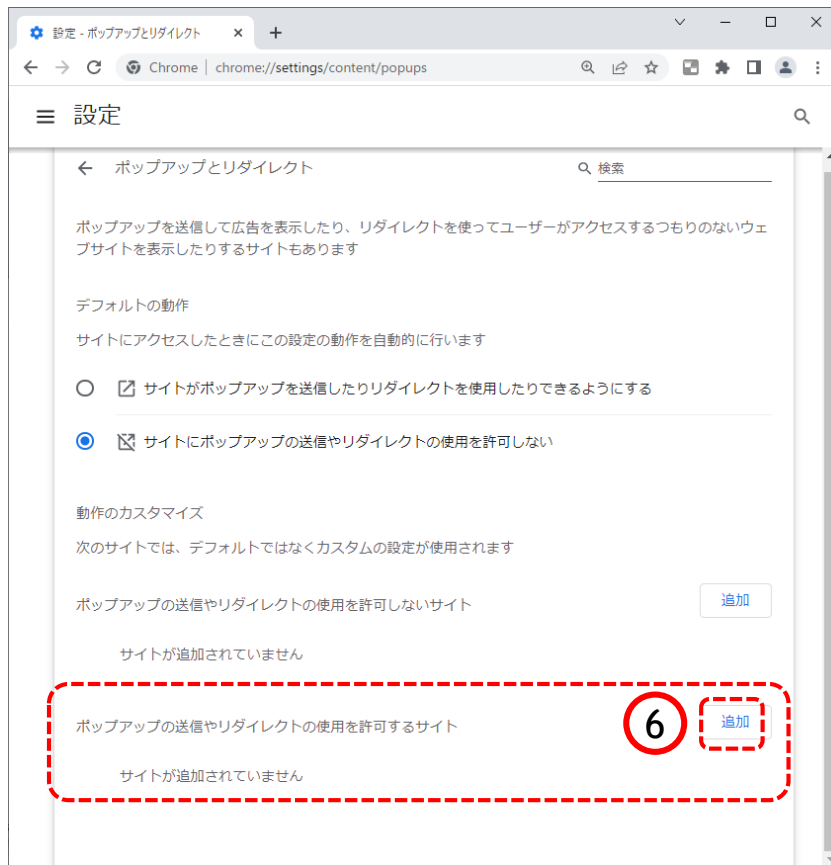 設定 - ポップアップとリダイレクト
Chrome | chrome://settings/content/popups
設定
ポップアップとリダイレクト
検索
ポップアップを送信して広告を表示したり、リダイレクトを使ってユーザーがアクセスするつもりのないウェ
ブサイトを表示したりするサイトもあります
デフォルトの動作
サイトにアクセスしたときにこの設定の動作を自動的に行います
サイトがポップアップを送信したりリダイレクトを使用したりできるようにする
サイトにポップアップの送信やリダイレクトの使用を許可しない
動作のカスタマイズ
次のサイトでは、デフォルトではなくカスタムの設定が使用されます
ポップアップの送信やリダイレクトの使用を許可しないサイト
追加
サイトが追加されていません
ポップアップの送信やリダイレクトの使用を許可するサイト
6
追加
サイトが追加されていません